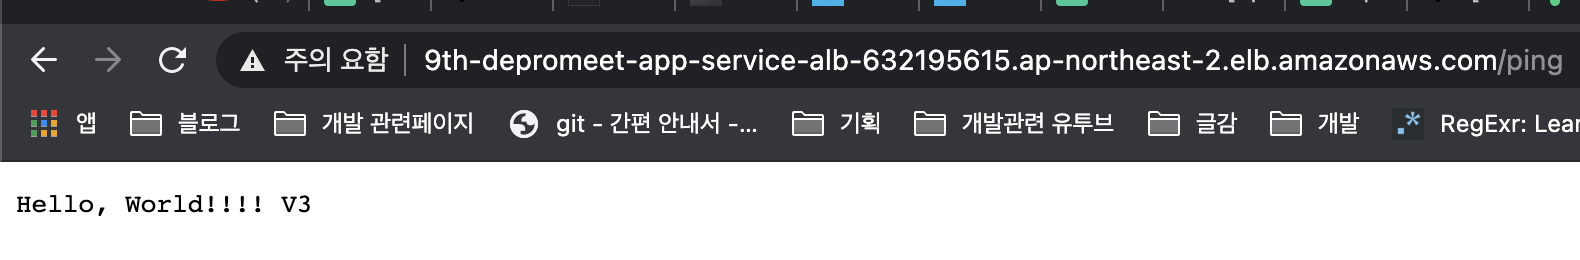 주의 요함 9th-depromeet-app-service-alb-632195615.ap-northeast-2.elb.amazonaws.com/ping
앱 블로그 개발 관련페이지 git - 간편 안내서 -... 기획 개발관련 유투브 글감 개발 RegExr: Lear
Hello, World!!!! V3